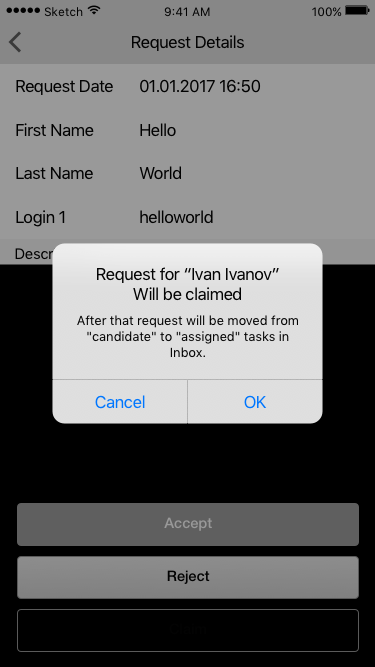 Sketch 9:41 AM 100%
Request Details
Request Date 01.01.2017 16:50
First Name Hello
Last Name World
Login 1 helloworld
Descr
Request for “Ivan Ivanov”
Will be claimed
After that request will be moved from
"candidate" to "assigned" tasks in
Inbox.
Cancel OK
Accept
Reject